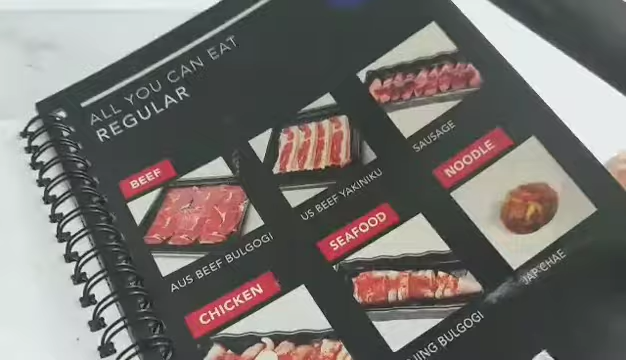 ALL YOU CAN EAT
REGULAR
BEEF
AUS BEEF BULGOGI
US BEEF YAKINIKU
SAUSAGE
CHICKEN
SEAFOOD
BULGOGI
NOODLE
JAP CHAE